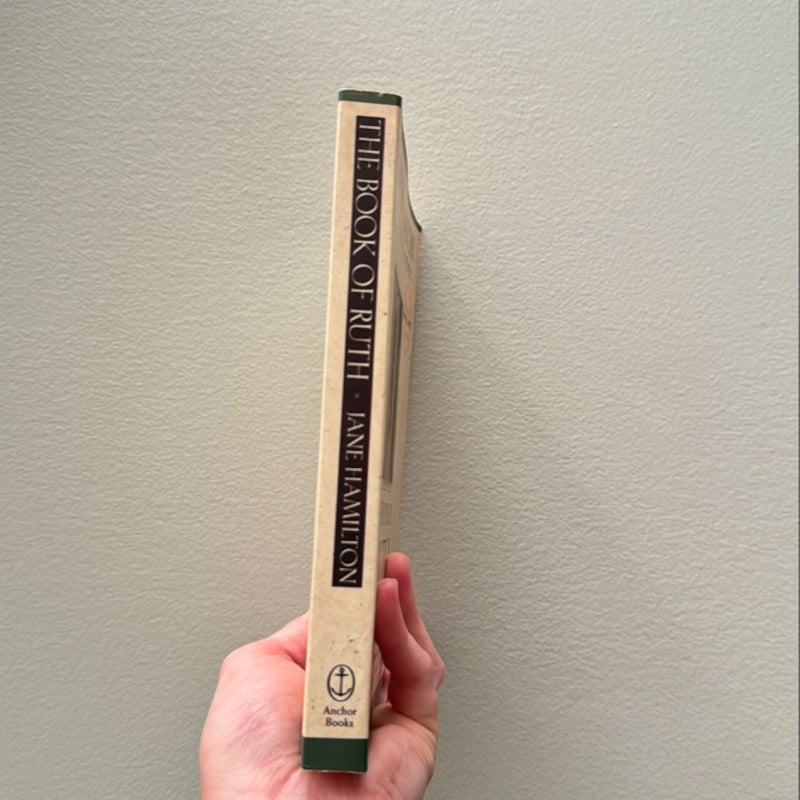 THE BOOK OF RUTH • JANE HAMILTON
Anchor
Books